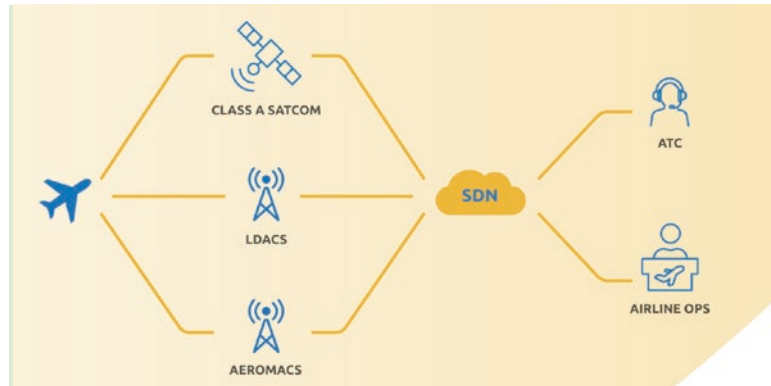 CLASS A SATCOM
ATC
SDN
LDACS
AIRLINE OPS
AEROMACS